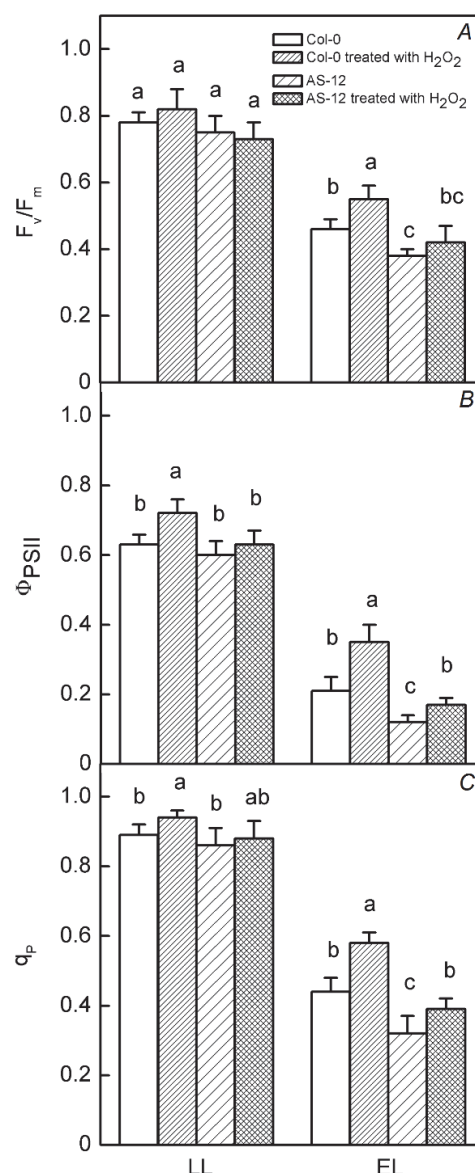 A
Col-0
Col-0 treated with H₂O₂
AS-12
AS-12 treated with H₂O₂
1.0
0.8
0.6
0.4
0.2
0
Fv/Fm
a a a a
b a c bc
B
1.0
0.8
0.6
0.4
0.2
0
ΦPSII
b a b b
b a c b
C
1.0
0.8
0.6
0.4
0.2
0
qP
b a b ab
b a c b
LL EL